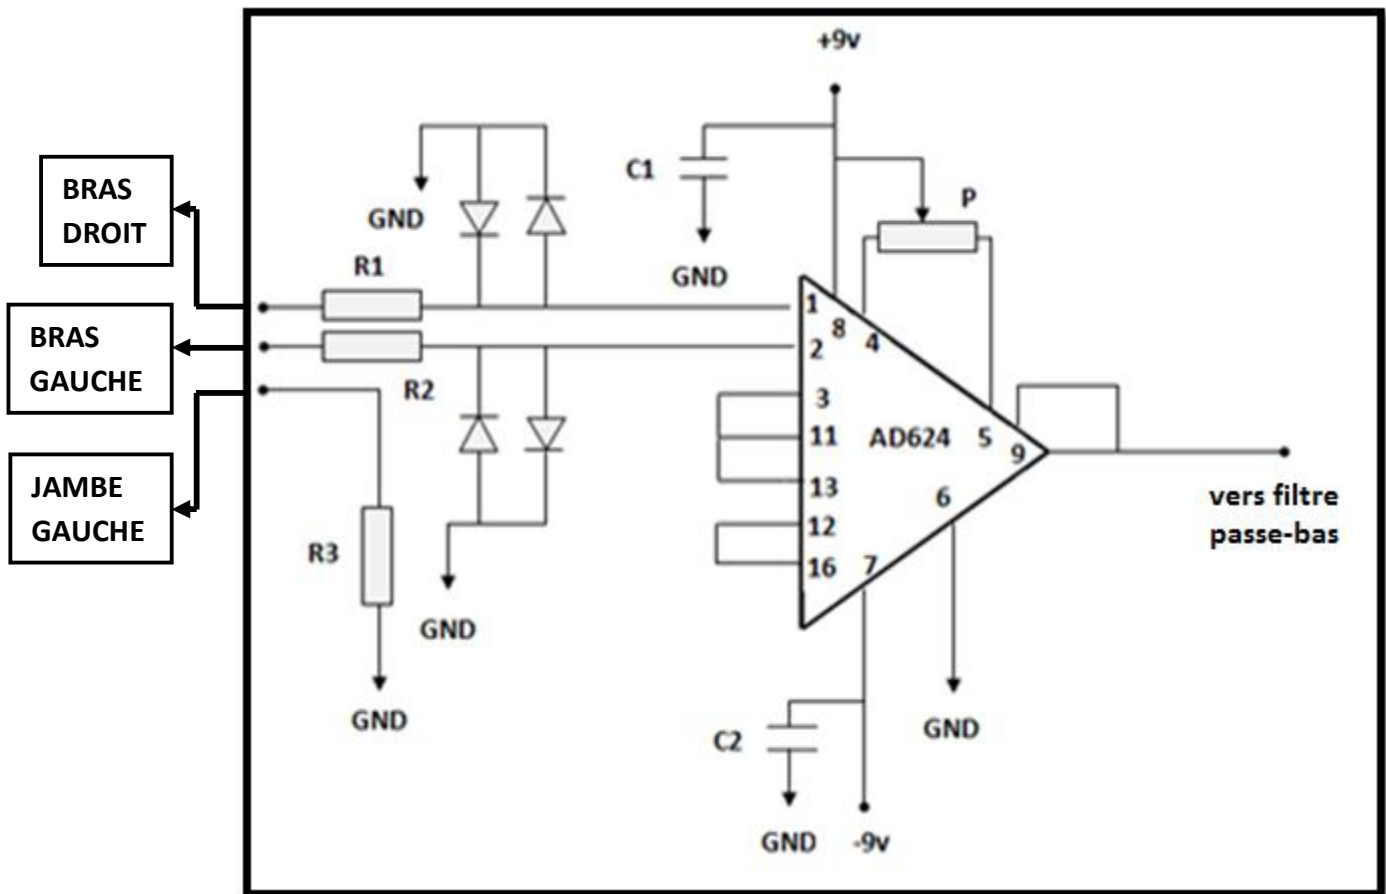 +9v
C1
P
BRAS
DROIT
GND
R1
GND
BRAS
GAUCHE
R2
1
8
4
2
3
11
AD624
5
9
13
6
12
16
7
JAMBE
GAUCHE
vers filtre
passe-bas
R3
GND
GND
C2
GND
GND
-9v